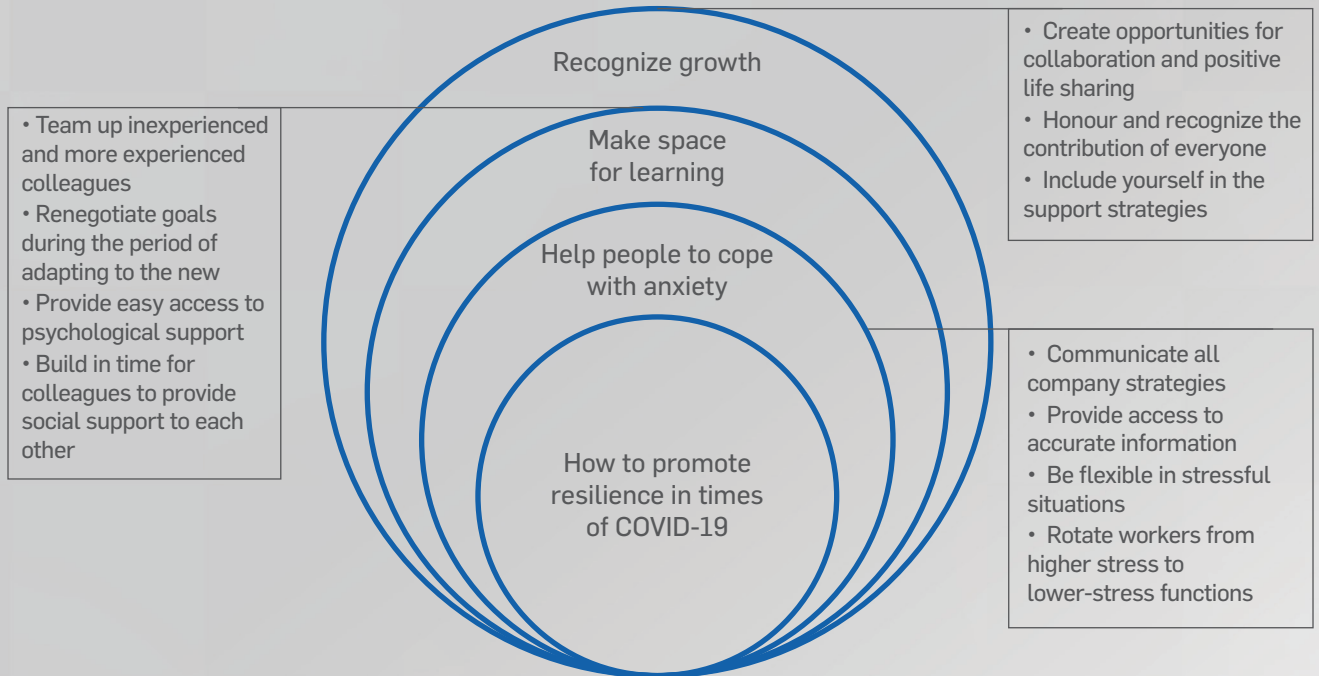 Recognize growth
Make space
for learning
Help people to cope
with anxiety
How to promote
resilience in times
of COVID-19
• Team up inexperienced
and more experienced
colleagues
• Renegotiate goals
during the period of
adapting to the new
• Provide easy access to
psychological support
• Build in time for
colleagues to provide
social support to each
other
• Create opportunities for
collaboration and positive
life sharing
• Honour and recognize the
contribution of everyone
• Include yourself in the
support strategies
• Communicate all
company strategies
• Provide access to
accurate information
• Be flexible in stressful
situations
• Rotate workers from
higher stress to
lower-stress functions